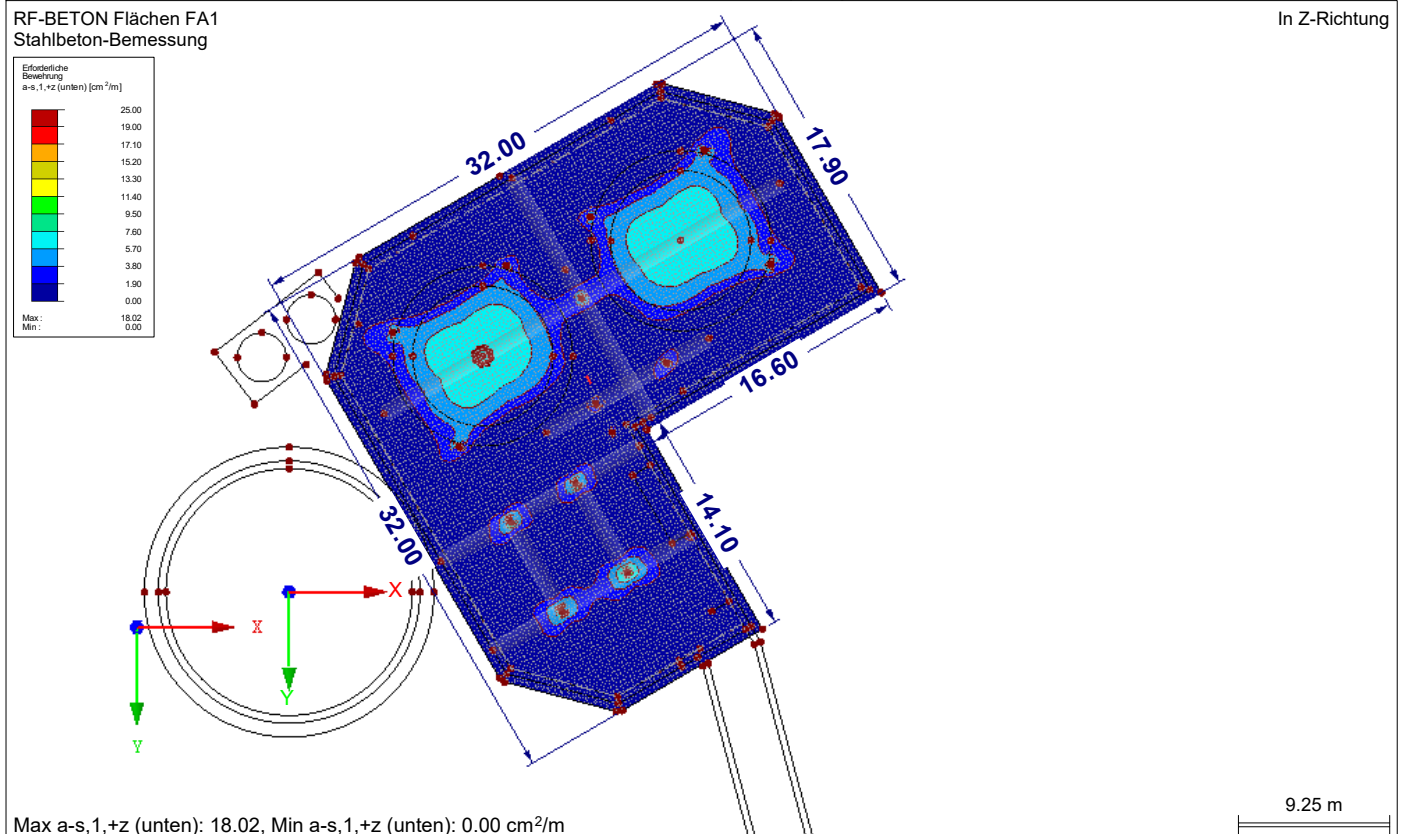 RF-BETON Flächen FA1
Stahlbeton-Bemessung
In Z-Richtung
Erforderliche
Bewehrung
a-s,1,+z (unten) [cm²/m]
25.00
19.00
17.10
15.20
13.30
11.40
9.50
7.60
5.70
3.80
1.90
0.00
Max : 18.02
Min : 0.00
32.00
17.90
16.60
14.10
32.00
X
Y
X
Y
9.25 m
Max a-s,1,+z (unten): 18.02, Min a-s,1,+z (unten): 0.00 cm²/m